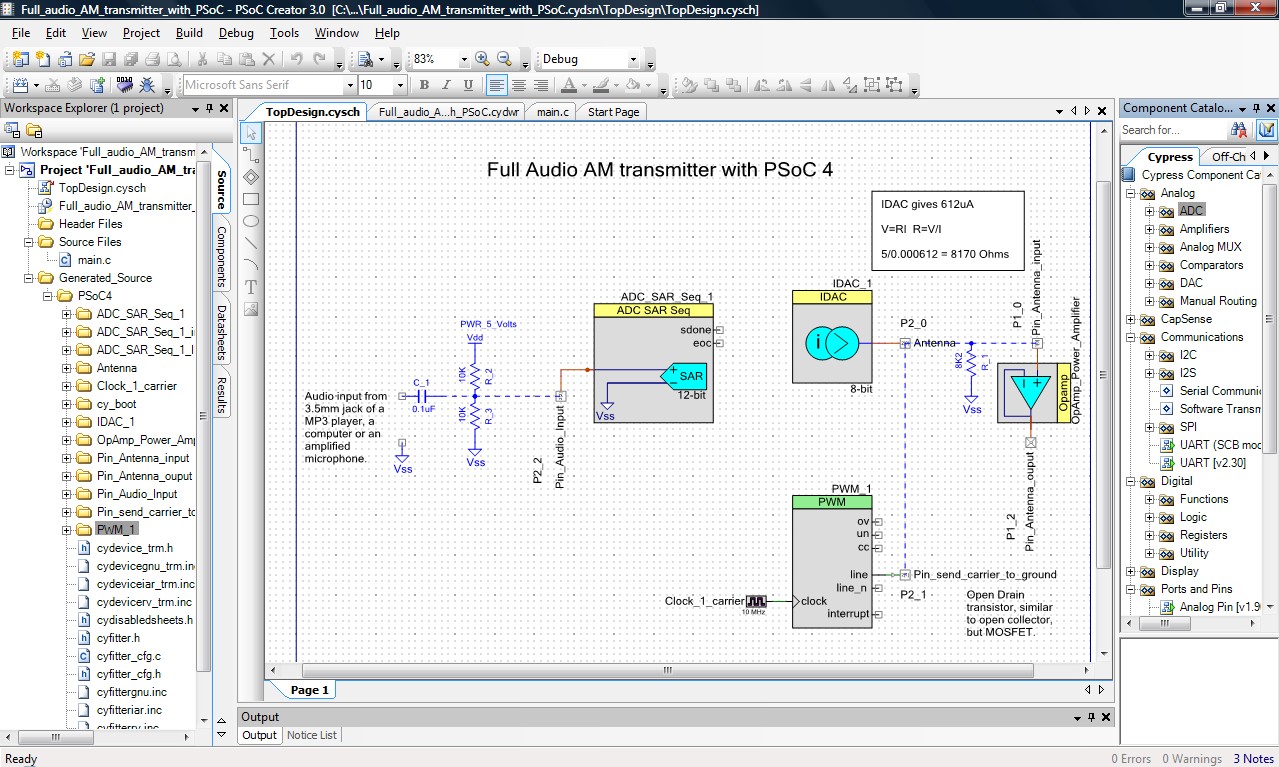 Full_audio_AM_transmitter_with_PSoC - PSoC Creator 3.0 [C:\...\Full_audio_AM_transmitter_with_PSoC.cydsn\TopDesign\TopDesign.cysch]
File Edit View Project Build Debug Tools Window Help
83% Debug
Microsoft Sans Serif 10 B I U
Workspace Explorer (1 project)
Workspace 'Full_audio_AM_transm
Project 'Full_audio_AM_tra
TopDesign.cysch
Full_audio_AM_transmitter_
Header Files
Source Files
main.c
Generated_Source
PSoC4
ADC_SAR_Seq_1
ADC_SAR_Seq_1_i
ADC_SAR_Seq_1_I
Antenna
Clock_1_carrier
cy_boot
IDAC_1
OpAmp_Power_Amp
Pin_Antenna_input
Pin_Antenna_ouput
Pin_Audio_Input
Pin_send_carrier_to
PWM_1
cydevice_trm.h
cydevicegnu_trm.inc
cydeviceiar_trm.inc
cydevicerv_trm.inc
cydisabledsheets.h
cyfitter.h
cyfitter_cfg.c
cyfitter_cfg.h
cyfittergnu.inc
cyfitteriar.inc
cyfitterrv.inc
Source
Components
Datasheets
Results
TopDesign.cysch Full_audio_A...h_PSoC.cydwr main.c Start Page
T
Full Audio AM transmitter with PSoC 4
IDAC gives 612uA
V=RI R=V/I
5/0.000612 = 8170 Ohms
PWR_5_Volts
Vdd
10K
R_2
C_1
0.1uF
10K
R_3
Vss
Vss
Audio input from
3.5mm jack of a
MP3 player, a
computer or an
amplified
microphone.
P2_2
Pin_Audio_Input
ADC_SAR_Seq_1
ADC SAR Seq
sdone
eoc
SAR
12-bit
Vss
IDAC_1
IDAC
i
8-bit
P2_0
Antenna
8K2
R_1
Vss
P1_0
Pin_Antenna_input
Opamp
OpAmp_Power_Amplifier
P1_2
Pin_Antenna_ouput
PWM_1
PWM
ov
un
cc
line
line_n
interrupt
clock
Clock_1_carrier
10 MHz
Pin_send_carrier_to_ground
P2_1
Open Drain
transistor, similar
to open collector,
but MOSFET.
Page 1
Output
Output Notice List
Component Catalo...
Search for...
Cypress Off-Ch
Cypress Component Cat
Analog
ADC
Amplifiers
Analog MUX
Comparators
DAC
Manual Routing
CapSense
Communications
I2C
I2S
Serial Communi
Software Transm
SPI
UART (SCB mod
UART [v2.30]
Digital
Functions
Logic
Registers
Utility
Display
Ports and Pins
Analog Pin [v1.9
Ready
0 Errors 0 Warnings 3 Notes